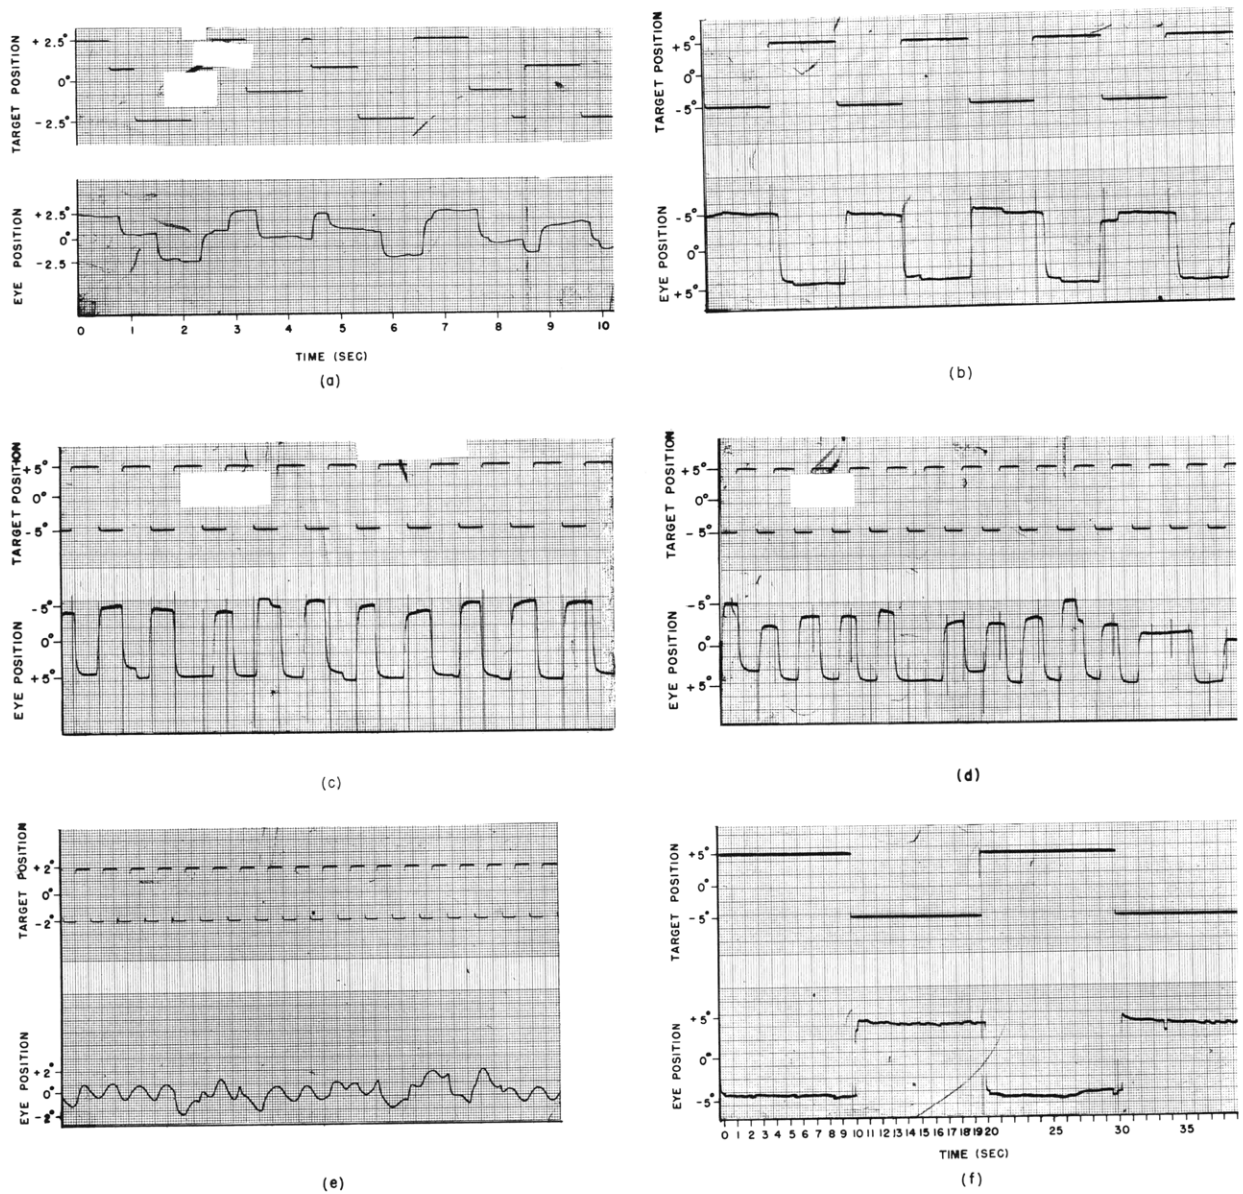 TARGET POSITION
+2.5°
0°
-2.5°
EYE POSITION
+2.5°
0°
-2.5
0 1 2 3 4 5 6 7 8 9 10
TIME (SEC)
(a)
TARGET POSITION
+5°
0°
-5°
EYE POSITION
-5°
0°
+5°
(b)
TARGET POSITION
+5°
0°
-5°
EYE POSITION
-5°
0°
+5°
(c)
TARGET POSITION
+5°
0°
-5°
EYE POSITION
-5°
0°
+5°
(d)
TARGET POSITION
+2°
0°
-2°
EYE POSITION
+2°
0°
-2°
(e)
TARGET POSITION
+5°
0°
-5°
EYE POSITION
+5°
0°
-5°
0 1 2 3 4 5 6 7 8 9 10 11 12 13 14 15 16 17 18 19 20 25 30 35
TIME (SEC)
(f)